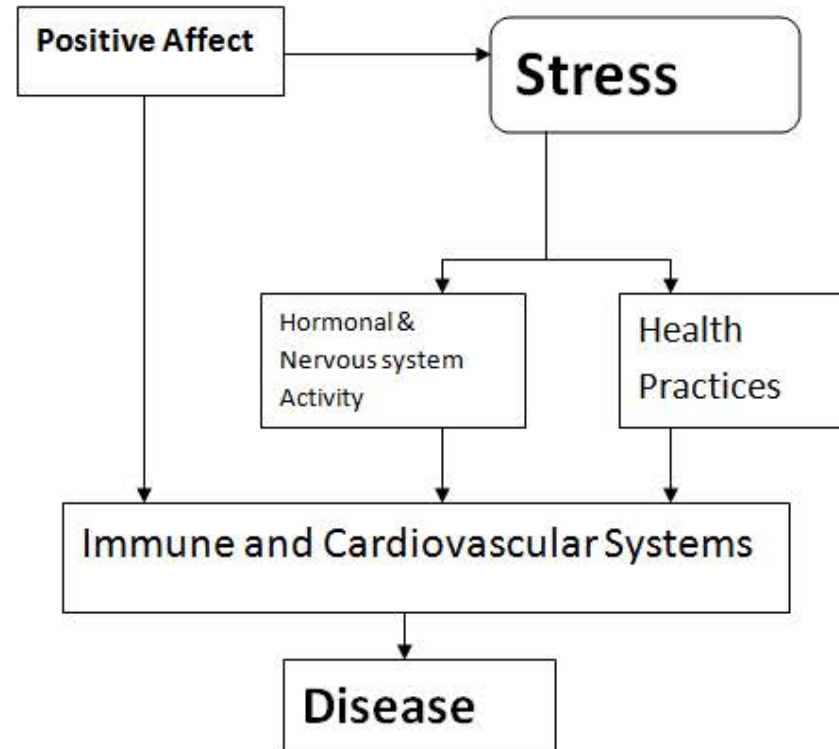 Positive Affect
Stress
Hormonal &
Nervous system
Activity
Health
Practices
Immune and Cardiovascular Systems
Disease